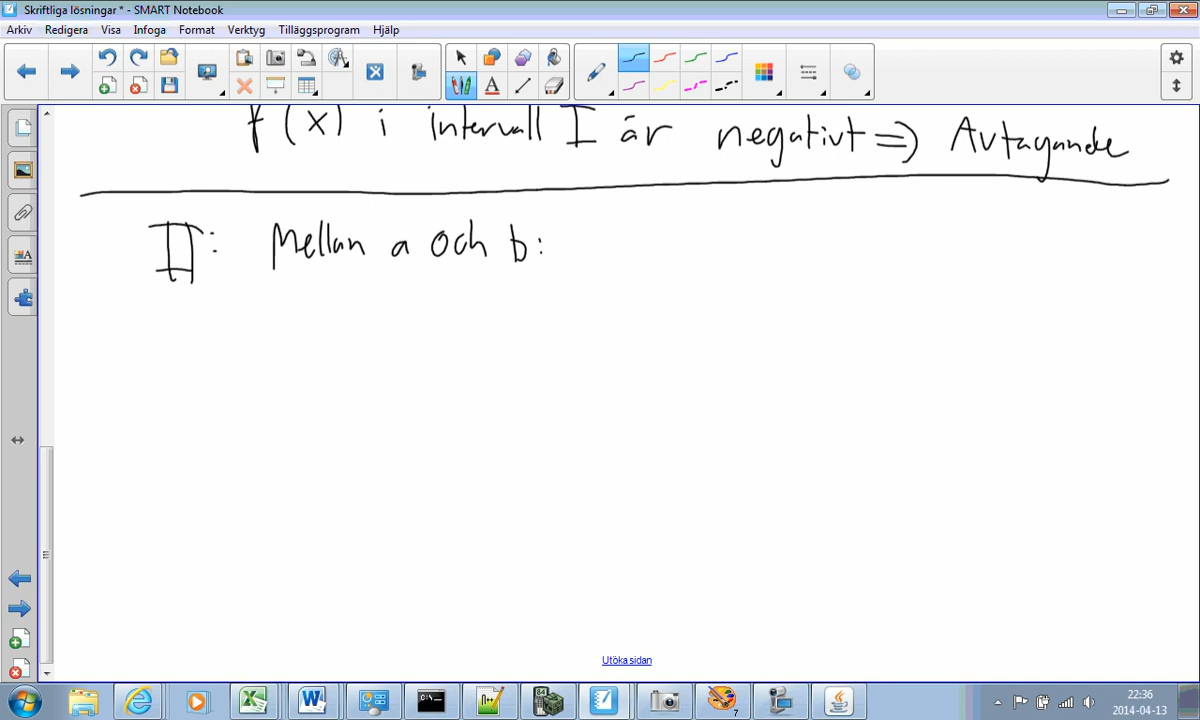 Skriftliga lösningar * - SMART Notebook
Arkiv Redigera Visa Infoga Format Verktyg Tilläggsprogram Hjälp
f(x) i intervall I är negativt => Avtagande
II: Mellan a och b:
Utöka sidan
22:36
2014-04-13